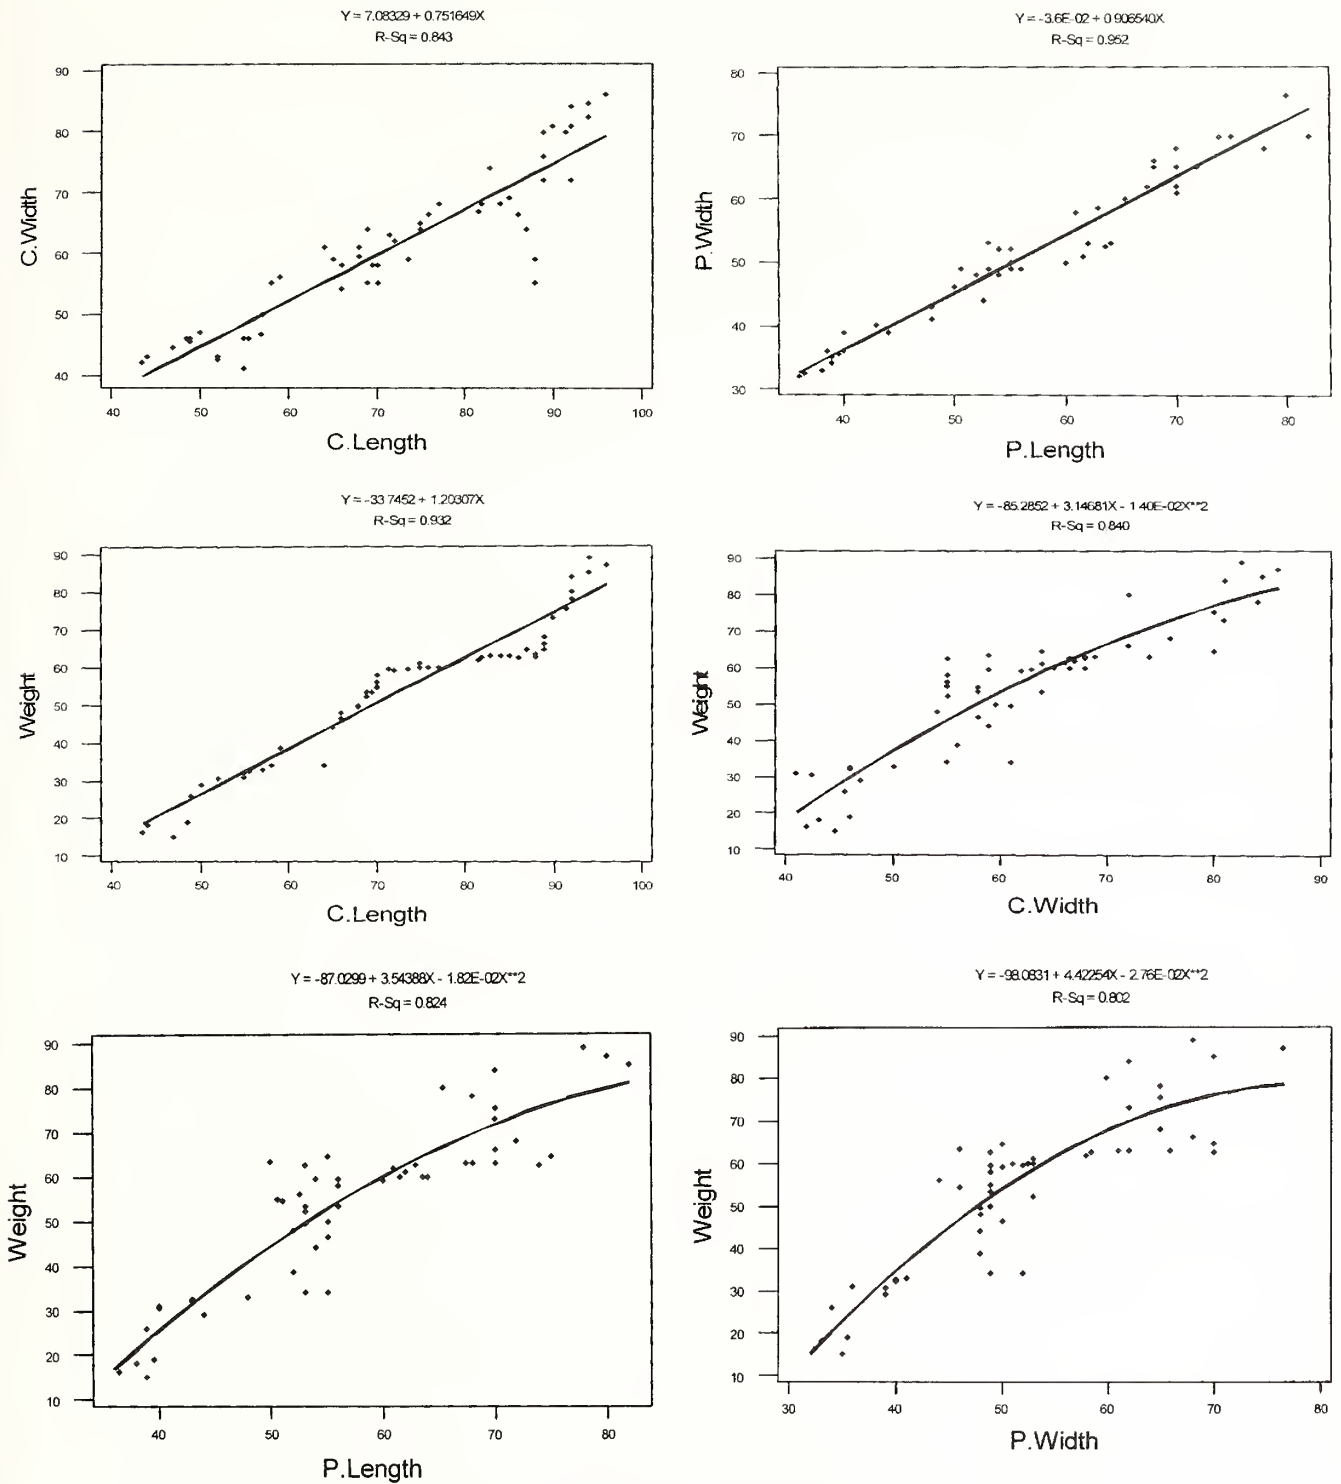 Y = 7.08329 + 0.751649X
R-Sq = 0.843
90
80
70
60
50
40
C.Width
40 50 60 70 80 90 100
C.Length
Y = -3.6E-02 + 0.906540X
R-Sq = 0.952
80
70
60
50
40
30
P.Width
40 50 60 70 80
P.Length
Y = -33.7452 + 1.20307X
R-Sq = 0.932
90
80
70
60
50
40
30
20
10
Weight
40 50 60 70 80 90 100
C.Length
Y = -85.2852 + 3.14681X - 1.40E-02X**2
R-Sq = 0.840
90
80
70
60
50
40
30
20
10
Weight
40 50 60 70 80 90
C.Width
Y = -87.0299 + 3.54388X - 1.82E-02X**2
R-Sq = 0.824
90
80
70
60
50
40
30
20
10
Weight
40 50 60 70 80
P.Length
Y = -98.0831 + 4.42254X - 2.76E-02X**2
R-Sq = 0.802
90
80
70
60
50
40
30
20
10
Weight
30 40 50 60 70 80
P.Width